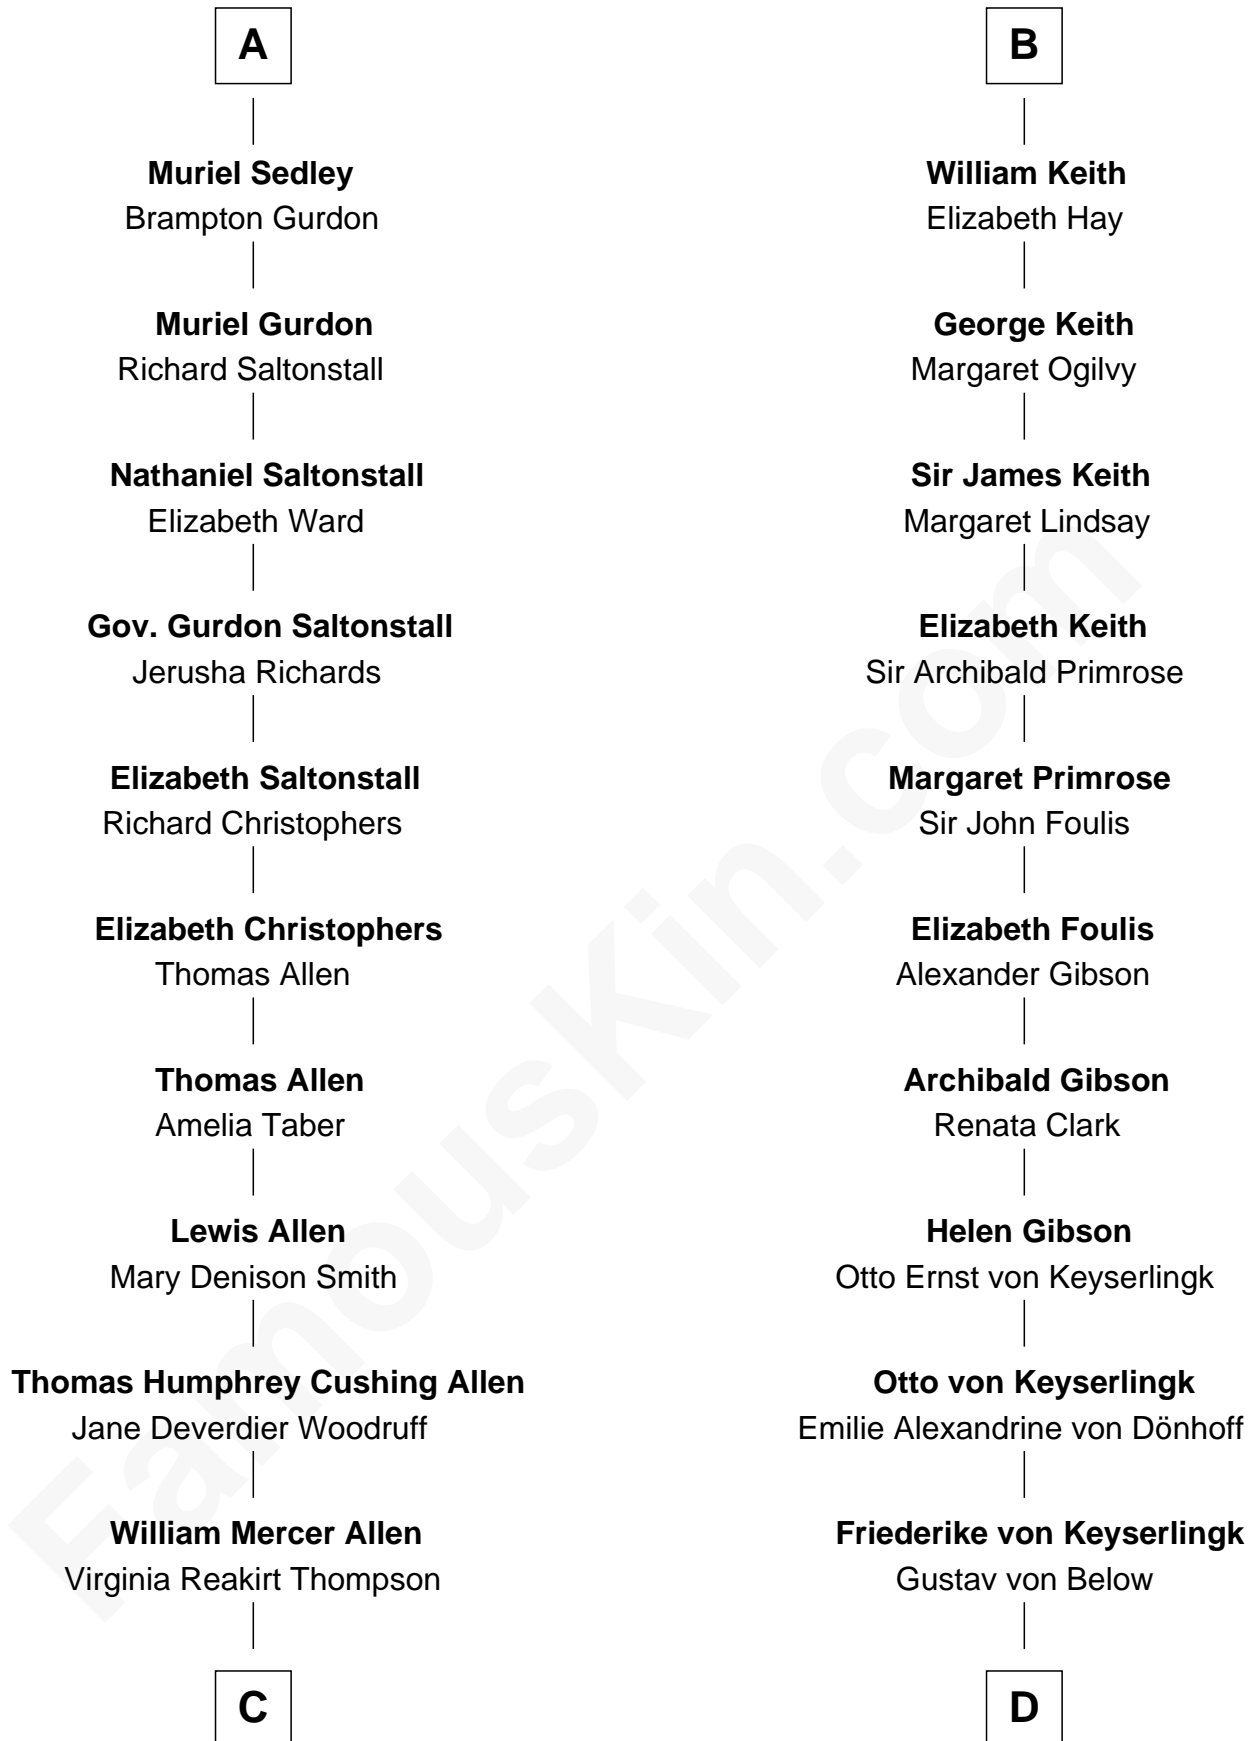 A
Muriel Sedley
Brampton Gurdon
Muriel Gurdon
Richard Saltonstall
Nathaniel Saltonstall
Elizabeth Ward
Gov. Gurdon Saltonstall
Jerusha Richards
Elizabeth Saltonstall
Richard Christophers
Elizabeth Christophers
Thomas Allen
Thomas Allen
Amelia Taber
Lewis Allen
Mary Denison Smith
Thomas Humphrey Cushing Allen
Jane Deverdier Woodruff
William Mercer Allen
Virginia Reakirt Thompson
C
B
William Keith
Elizabeth Hay
George Keith
Margaret Ogilvy
Sir James Keith
Margaret Lindsay
Elizabeth Keith
Sir Archibald Primrose
Margaret Primrose
Sir John Foulis
Elizabeth Foulis
Alexander Gibson
Archibald Gibson
Renata Clark
Helen Gibson
Otto Ernst von Keyserlingk
Otto von Keyserlingk
Emilie Alexandrine von Dönhoff
Friederike von Keyserlingk
Gustav von Below
D
FamousKin.com